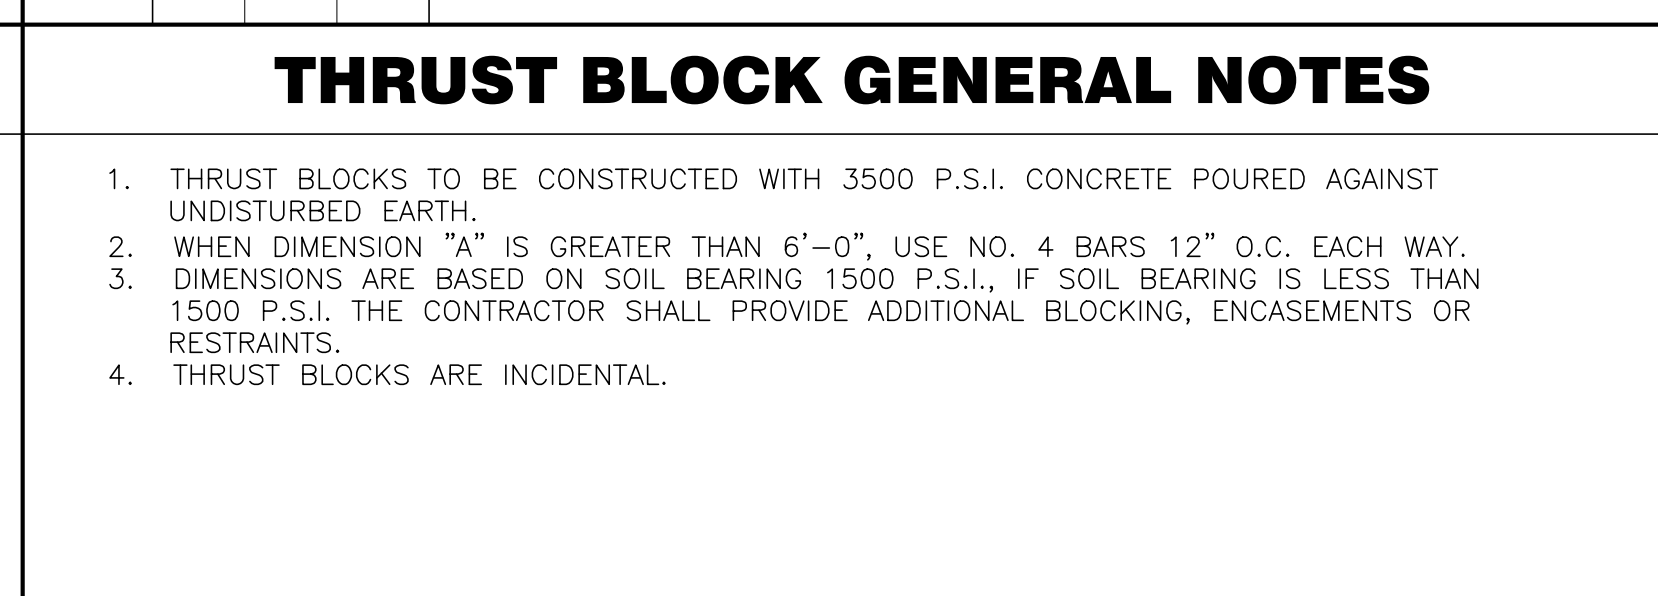 THRUST BLOCK GENERAL NOTES
1. THRUST BLOCKS TO BE CONSTRUCTED WITH 3500 P.S.I. CONCRETE POURED AGAINST
UNDISTURBED EARTH.
2. WHEN DIMENSION ”A” IS GREATER THAN 6’–0”, USE NO. 4 BARS 12” O.C. EACH WAY.
3. DIMENSIONS ARE BASED ON SOIL BEARING 1500 P.S.I., IF SOIL BEARING IS LESS THAN
1500 P.S.I. THE CONTRACTOR SHALL PROVIDE ADDITIONAL BLOCKING, ENCASEMENTS OR
RESTRAINTS.
4. THRUST BLOCKS ARE INCIDENTAL.